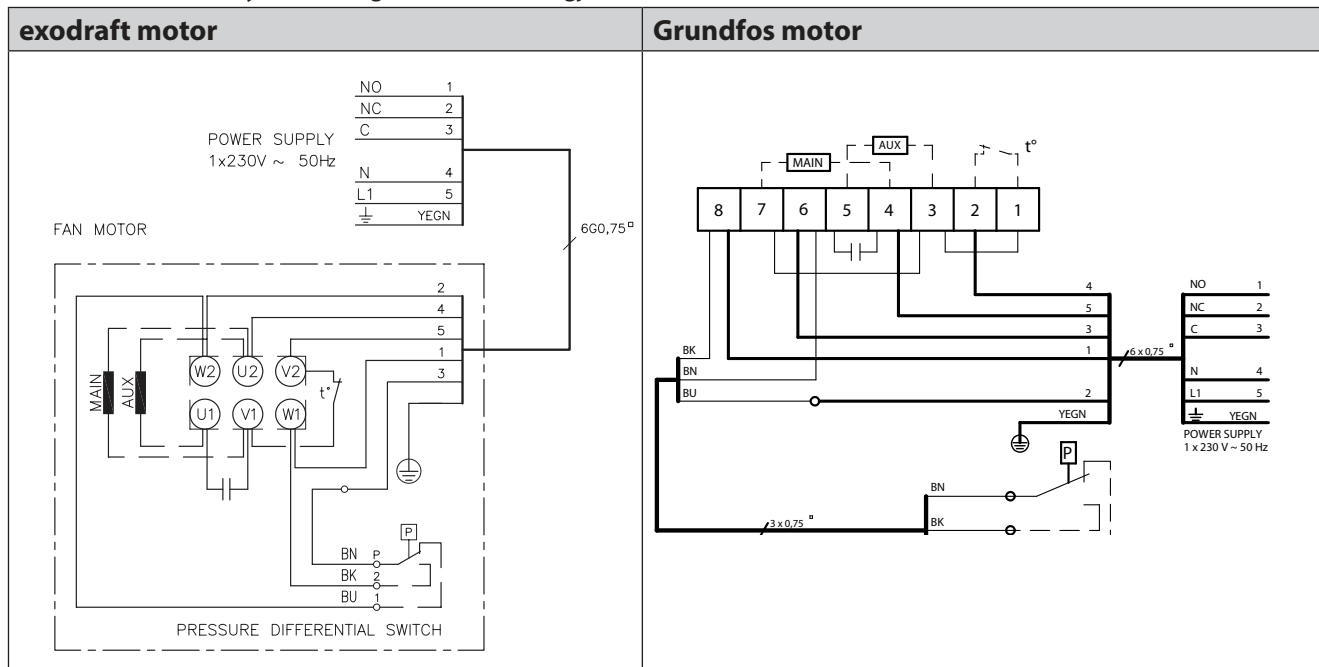 exodraft motor
NO 1
NC 2
C 3
POWER SUPPLY
1x230V ~ 50Hz
N 4
L1 5
YEGN
6G0,75
FAN MOTOR
2
4
5
1
3
MAIN
AUX
W2 U2 V2
t°
U1 V1 W1
P
BN P
BK 2
BU 1
PRESSURE DIFFERENTIAL SWITCH
Grundfos motor
AUX
t°
MAIN
8 7 6 5 4 3 2 1
4
5
3
1
2
YEGN
BK
BN
BU
6 x 0,75
NO 1
NC 2
C 3
N 4
L1 5
YEGN
POWER SUPPLY
1 x 230 V ~ 50 Hz
P
BN
BK
3 x 0,75